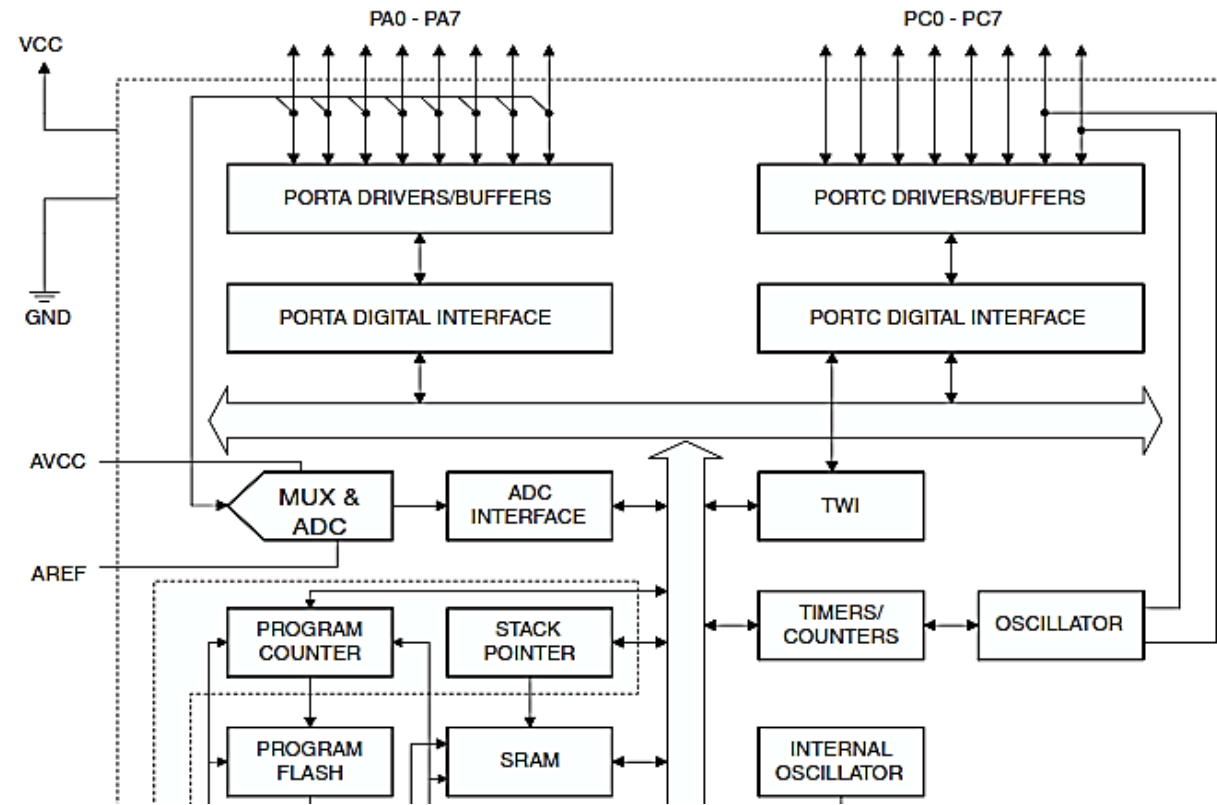 PA0 - PA7
PC0 - PC7
VCC
PORTA DRIVERS/BUFFERS
PORTC DRIVERS/BUFFERS
GND
PORTA DIGITAL INTERFACE
PORTC DIGITAL INTERFACE
AVCC
MUX &
ADC
ADC
INTERFACE
TWI
AREF
PROGRAM
COUNTER
STACK
POINTER
TIMERS/
COUNTERS
OSCILLATOR
PROGRAM
FLASH
SRAM
INTERNAL
OSCILLATOR